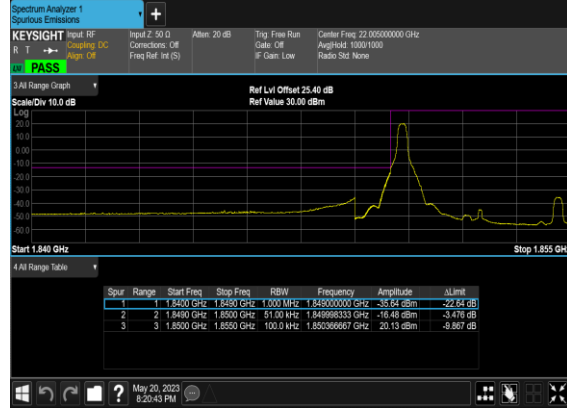 Spectrum Analyzer 1
Spurious Emissions
+
KEYSIGHT Input: RF Input Z: 50 Ω Atten: 20 dB Trig: Free Run Center Freq: 22.005000000 GHz
R T Coupling: DC Corrections: Off Gate: Off Avg|Hold: 1000/1000
Align: Off Freq Ref: Int (S) IF Gain: Low Radio Std: None
PASS
3 All Range Graph Ref Lvl Offset 25.40 dB
Scale/Div 10.0 dB Ref Value 30.00 dBm
Log
20.0
10.0
0.00
-10.0
-20.0
-30.0
-40.0
-50.0
-60.0
Start 1.840 GHz Stop 1.855 GHz
4 All Range Table
Spur Range Start Freq Stop Freq RBW Frequency Amplitude ΔLimit
1 1 1.8400 GHz 1.8490 GHz 1.000 MHz 1.849000000 GHz -35.64 dBm -22.64 dB
2 2 1.8490 GHz 1.8500 GHz 51.00 kHz 1.849998333 GHz -16.48 dBm -3.476 dB
3 3 1.8500 GHz 1.8550 GHz 100.0 kHz 1.850366667 GHz 20.13 dBm -9.867 dB
? May 20, 2023
8:20:43 PM